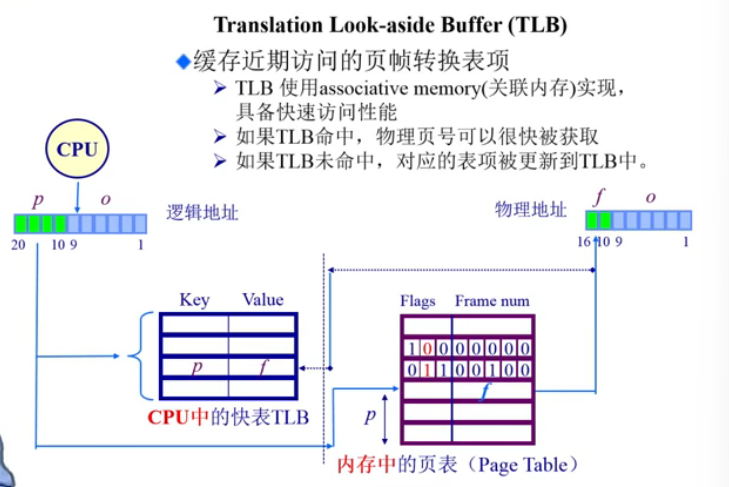 Translation Look-aside Buffer (TLB)
缓存近期访问的页帧转换表项
TLB 使用associative memory(关联内存)实现，
具备快速访问性能
如果TLB命中，物理页号可以很快被获取
如果TLB未命中，对应的表项被更新到TLB中。
CPU
p o 逻辑地址
20 10 9 1
物理地址 f o
16 10 9 1
Key Value
p f
CPU中的快表TLB
Flags Frame num
1 0 0 0 0 0 0 0
0 1 1 0 0 1 0 0
f
p
内存中的页表（Page Table）